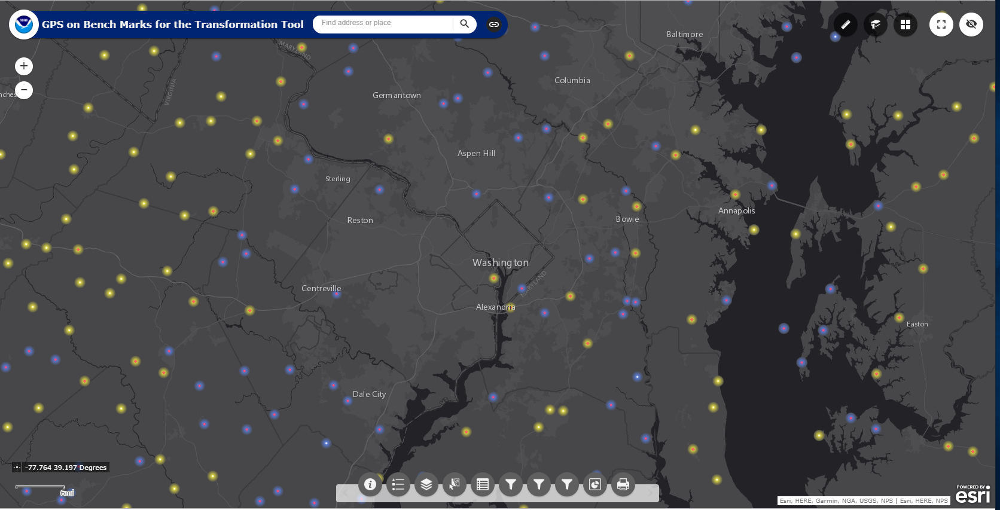 NOAA
GPS on Bench Marks for the Transformation Tool
Find address or place
Baltimore
MARYLAND
Columbia
VIRGINIA
Germantown
Aspen Hill
Sterling
Annapolis
Reston
Bowie
Washington
MARYLAND
Centreville
Alexandria
Easton
Dale City
-77.764 39.197 Degrees
6mi
POWERED BY
esri
Esri, HERE, Garmin, NGA, USGS, NPS | Esri, HERE, NPS